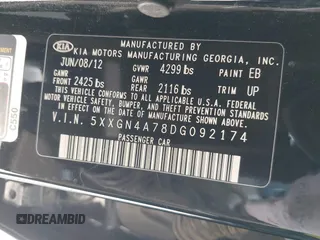 KIA KIA MOTORS MANUFACTURING GEORGIA, INC.
JUN/08/12 GVWR 4299 lbs PAINT EB
GAWR FRONT 2425 lbs GAWR REAR 2116 lbs TRIM UP
THIS VEHICLE CONFORMS TO ALL APPLICABLE FEDERAL MOTOR VEHICLE
SAFETY, BUMPER, AND THEFT PREVENTION STANDARDS IN EFFECT ON
THE DATE OF MANUFACTURE SHOWN ABOVE.
V.I.N. 5XXGN4A78DG092174
PASSENGER CAR
DREAMBID